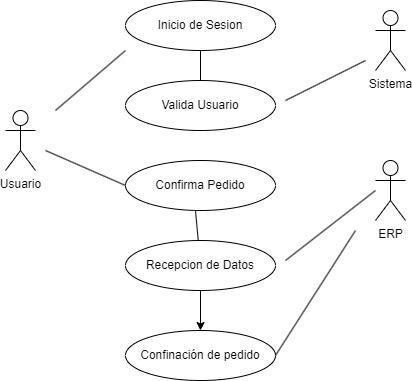 Inicio de Sesion
Valida Usuario
Sistema
Usuario
Confirma Pedido
ERP
Recepcion de Datos
Confinación de pedido